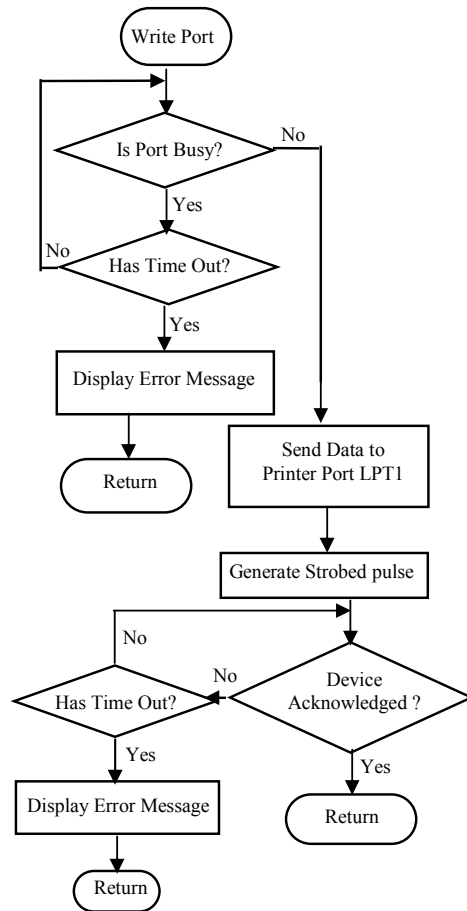 Write Port
Is Port Busy?
No
Yes
No
Has Time Out?
Yes
Display Error Message
Return
Send Data to
Printer Port LPT1
Generate Strobed pulse
No
No
Device
Acknowledged ?
Has Time Out?
Yes
Yes
Display Error Message
Return
Return